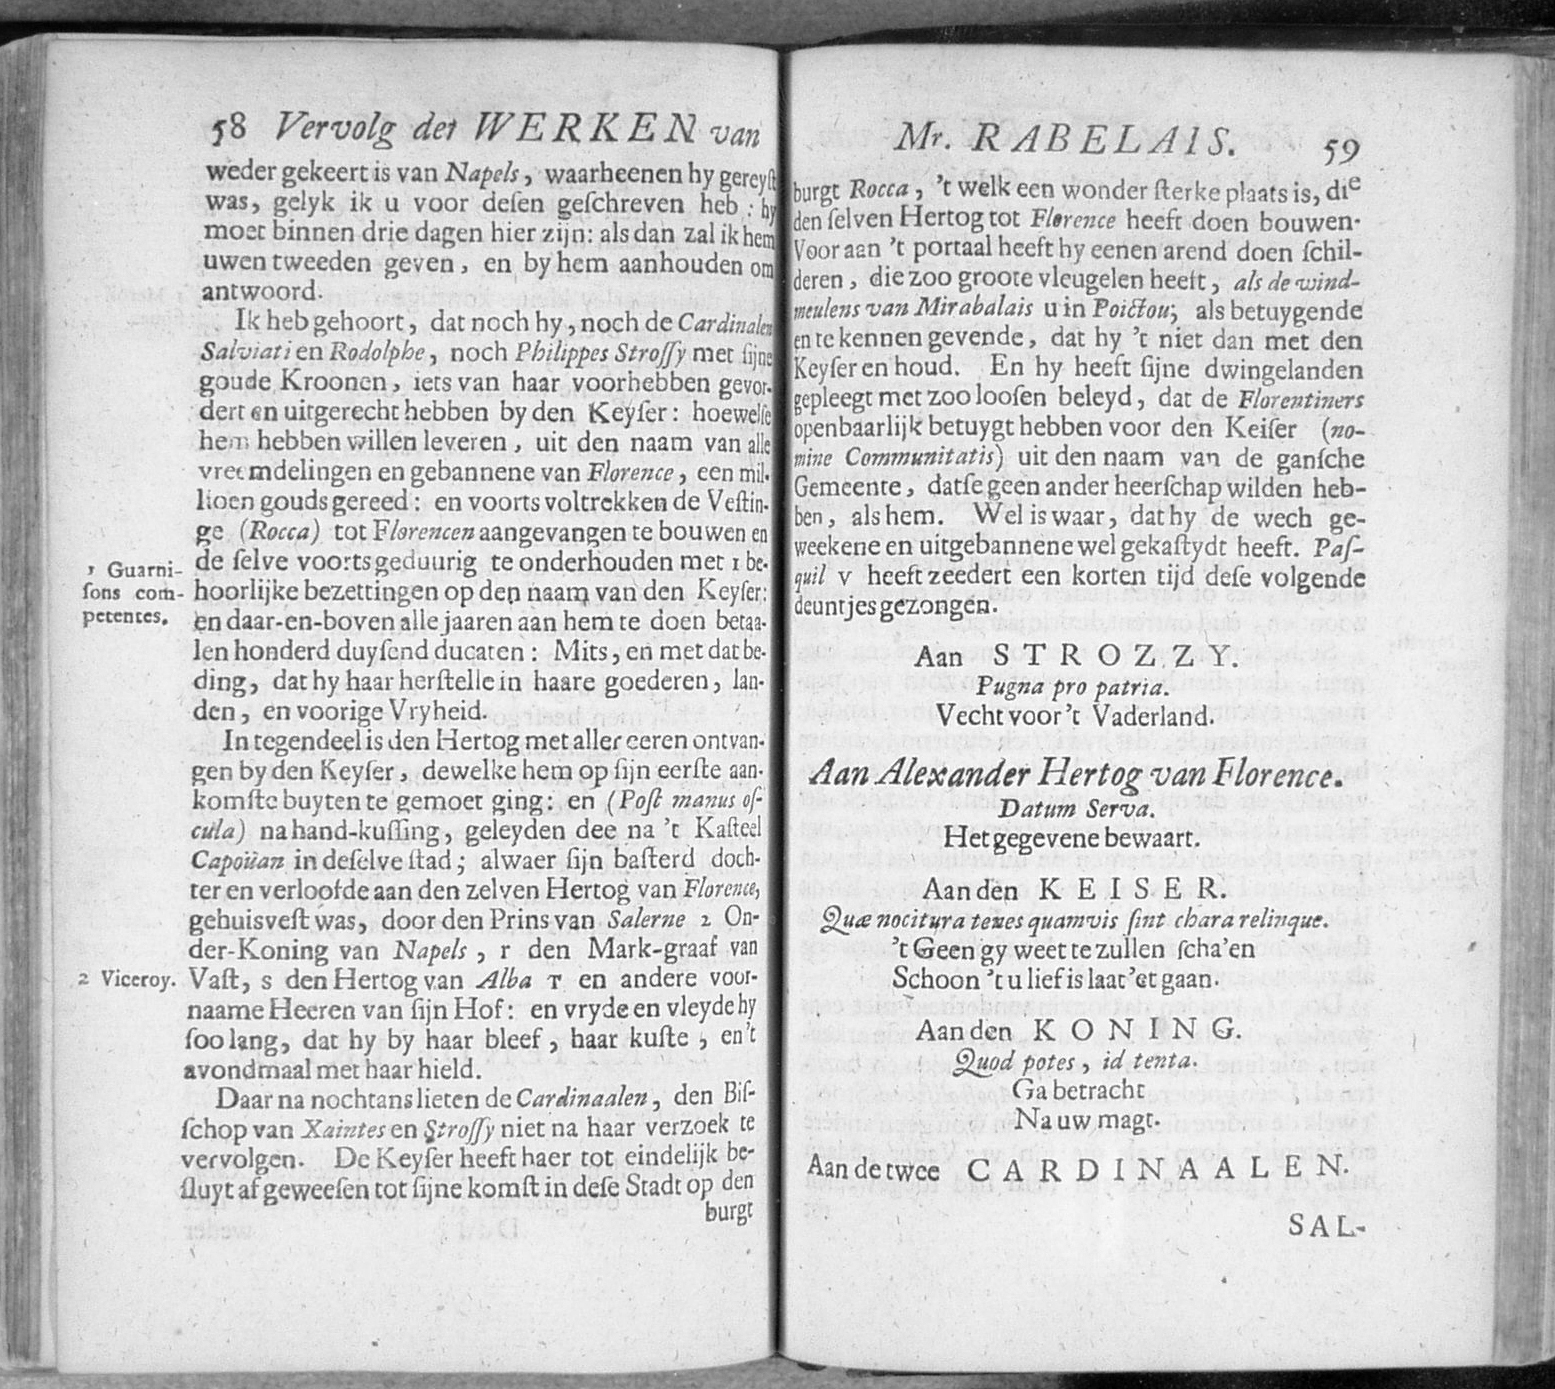 58 Vervolg der WERKEN van
weder gekeert is van Napels, waarheenen hy gereyſt
was, gelyk ik u voor deſen geſchreven heb: hy
moet binnen drie dagen hier zijn: als dan zal ik hem
uwen tweeden geven, en by hem aanhouden om
antwoord.
Ik heb gehoort, dat noch hy, noch de Cardinalen
Salviati en Rodolphe, noch Philippes Stroſſy met ſijne
goude Kroonen, iets van haar voorhebben gevor-
dert en uitgerecht hebben by den Keyſer: hoewelſe
hem hebben willen leveren, uit den naam van alle
vreemdelingen en gebannene van Florence, een mil-
lioen gouds gereed: en voorts voltrekken de Veſtin-
ge (Rocca) tot Florencen aangevangen te bouwen en
de ſelve voorts geduurig te onderhouden met 1 be-
hoorlijke bezettingen op den naam van den Keyſer:
en daar-en-boven alle jaaren aan hem te doen betaa-
len honderd duyſend ducaten: Mits, en met dat be-
ding, dat hy haar herſtelle in haare goederen, lan-
den, en voorige Vryheid.
In tegendeel is den Hertog met aller eeren ontvan-
gen by den Keyſer, dewelke hem op ſijn eerſte aan-
komſte buyten te gemoet ging: en (Poſt manus oſ-
cula) na hand-kuſſing, geleyden dee na 't Kaſteel
Capoüan in deſelve ſtad; alwaer ſijn baſterd doch-
ter en verloofde aan den zelven Hertog van Florence,
gehuisveſt was, door den Prins van Salerne 2 On-
der-Koning van Napels, r den Mark-graaf van
Vaſt, s den Hertog van Alba T en andere voor-
naame Heeren van ſijn Hof: en vryde en vleyde hy
ſoo lang, dat hy by haar bleef, haar kuſte, en't
avondmaal met haar hield.
Daar na nochtans lieten de Cardinaalen, den Biſ-
ſchop van Xaintes en Stroſſy niet na haar verzoek te
vervolgen. De Keyſer heeft haer tot eindelijk be-
ſluyt af geweeſen tot ſijne komſt in deſe Stadt op den
burgt
1 Guarni-
ſons com-
petentes.
2 Viceroy.
Mr. RABELAIS. 59
burgt Rocca, 't welk een wonder ſterke plaats is, die
den ſelven Hertog tot Florence heeft doen bouwen.
Voor aan 't portaal heeft hy eenen arend doen ſchil-
deren, die zoo groote vleugelen heeft, als de wind-
meulens van Mirabalais u in Poictou; als betuygende
en te kennen gevende, dat hy 't niet dan met den
Keyſer en houd. En hy heeft ſijne dwingelanden
gepleegt met zoo looſen beleyd, dat de Florentiners
openbaarlijk betuygt hebben voor den Keiſer (no-
mine Communitatis) uit den naam van de ganſche
Gemeente, datſe geen ander heerſchap wilden heb-
ben, als hem. Wel is waar, dat hy de wech ge-
weekene en uitgebannene wel gekaſtydt heeft. Paſ-
quil v heeft zeedert een korten tijd deſe volgende
deuntjes gezongen.
Aan STROZZY.
Pugna pro patria.
Vecht voor 't Vaderland.
Aan Alexander Hertog van Florence.
Datum Serva.
Het gegevene bewaart.
Aan den KEISER.
Quæ nocitura tenes quamvis ſint chara relinque.
't Geen gy weet te zullen ſcha'en
Schoon 't u lief is laat 'et gaan.
Aan den KONING.
Quod potes, id tenta.
Ga betracht
Na uw magt.
Aan de twee CARDINAALEN.
SAL-